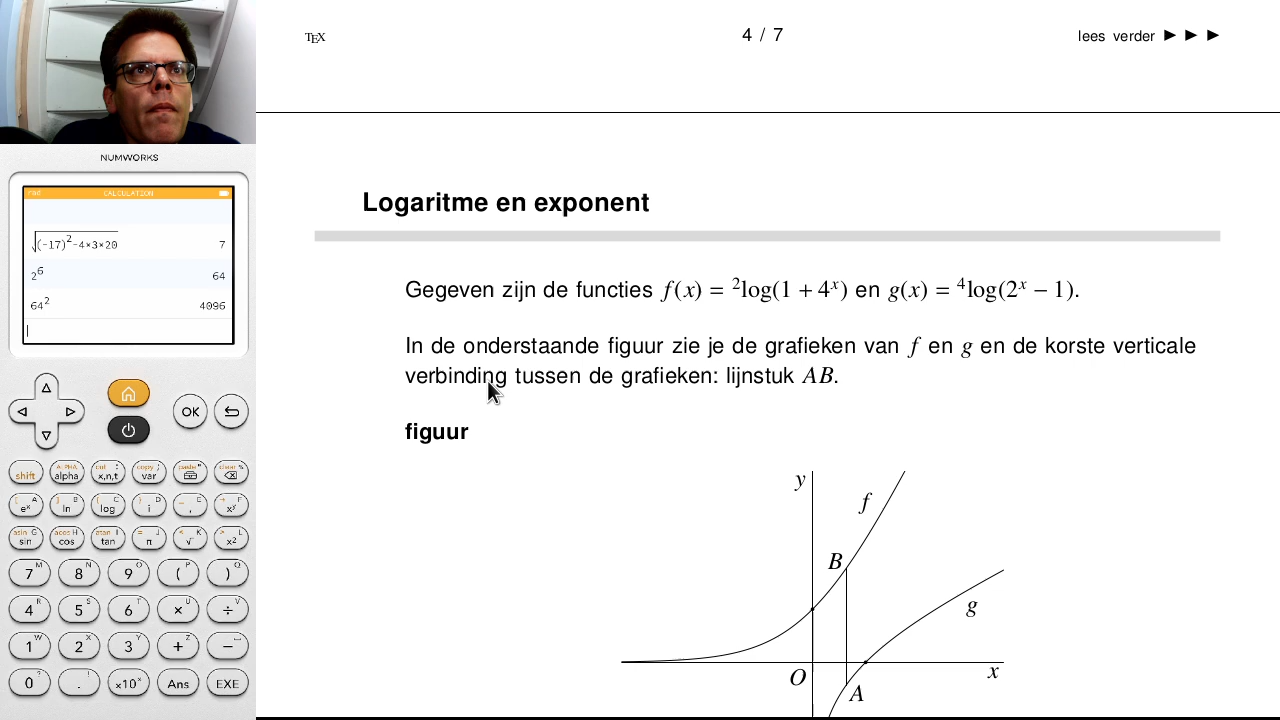 TEX
4 / 7
lees verder ▶ ▶ ▶
Logaritme en exponent
Gegeven zijn de functies f(x) = ²log(1 + 4ˣ) en g(x) = ⁴log(2ˣ − 1).
In de onderstaande figuur zie je de grafieken van f en g en de korste verticale
verbinding tussen de grafieken: lijnstuk AB.
figuur
y
f
B
g
O
x
A
NUMWORKS
CALCULATION
√(-17)²-4×3×20 7
2⁶ 64
64² 4096
OK
shift alpha x,n,t var
eˣ ln log i , xʸ
sin cos tan π √ x²
7 8 9 ( )
4 5 6 × ÷
1 2 3 + −
0 . ×10ˣ Ans EXE